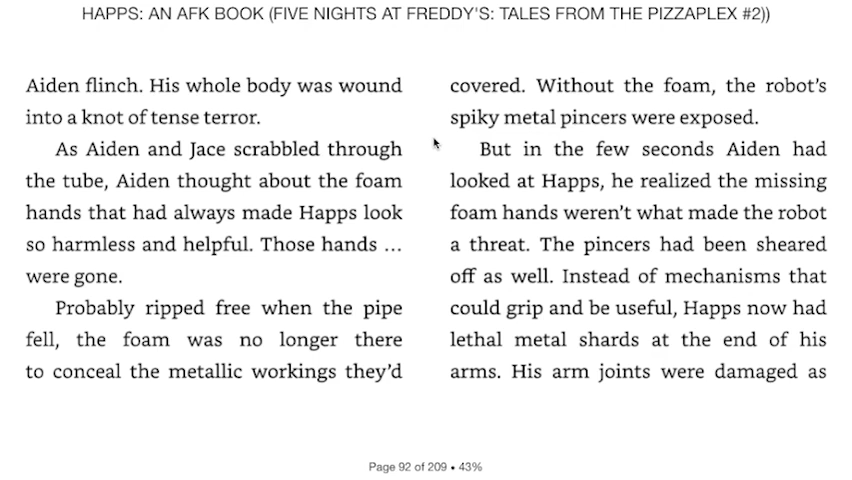 HAPPS: AN AFK BOOK (FIVE NIGHTS AT FREDDY'S: TALES FROM THE PIZZAPLEX #2))
Aiden flinch. His whole body was wound
into a knot of tense terror.
As Aiden and Jace scrabbled through
the tube, Aiden thought about the foam
hands that had always made Happs look
so harmless and helpful. Those hands …
were gone.
Probably ripped free when the pipe
fell, the foam was no longer there
to conceal the metallic workings they’d
covered. Without the foam, the robot’s
spiky metal pincers were exposed.
But in the few seconds Aiden had
looked at Happs, he realized the missing
foam hands weren’t what made the robot
a threat. The pincers had been sheared
off as well. Instead of mechanisms that
could grip and be useful, Happs now had
lethal metal shards at the end of his
arms. His arm joints were damaged as
Page 92 of 209 • 43%